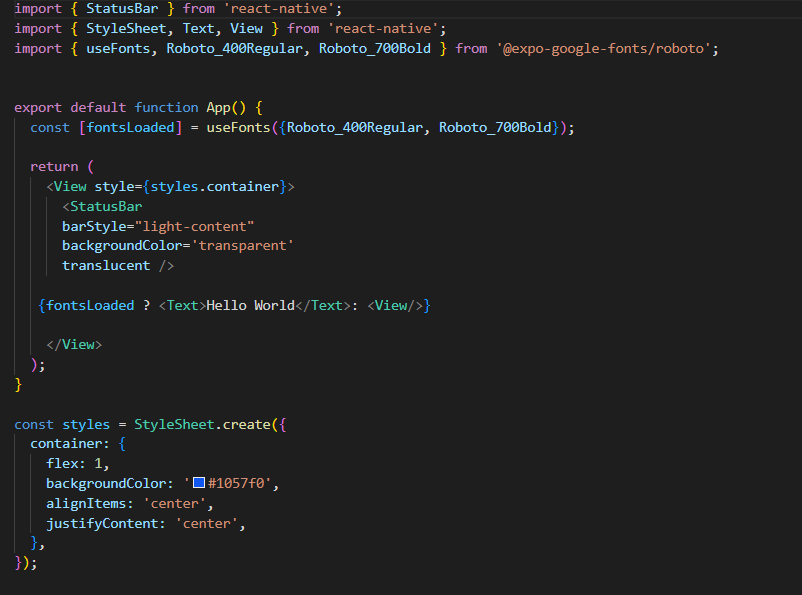 import { StatusBar } from 'react-native';
import { StyleSheet, Text, View } from 'react-native';
import { useFonts, Roboto_400Regular, Roboto_700Bold } from '@expo-google-fonts/roboto';
export default function App() {
const [fontsLoaded] = useFonts({Roboto_400Regular, Roboto_700Bold});
return (
<View style={styles.container}>
<StatusBar
barStyle="light-content"
backgroundColor='transparent'
translucent />
{fontsLoaded ? <Text>Hello World</Text>: <View/>}
</View>
);
}
const styles = StyleSheet.create({
container: {
flex: 1,
backgroundColor: '#1057f0',
alignItems: 'center',
justifyContent: 'center',
},
});